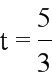 t = 5/3